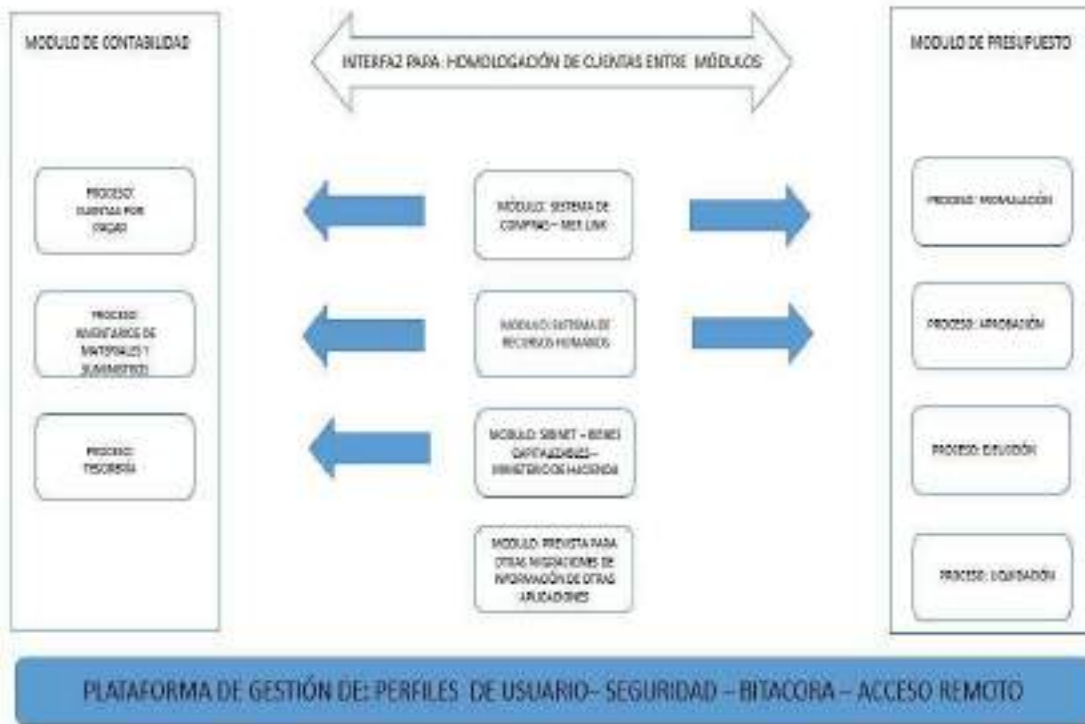 MODULO DE CONTABILIDAD
INTERFAZ PARA: HOMOLOGACIÓN DE CUENTAS ENTRE MÓDULOS
MODULO DE PRESUPUESTO
PROCESO:
CUENTAS POR
PAGAR
MÓDULO: SISTEMA DE
COMPRAS – MER LINK
PROCESO: FROMULACIÓN
PROCESO:
INVENTARIOS DE
MATERIALES Y
SUMINISTROS
MÓDULO: SISTEMA DE
RECURSOS HUMANOS
PROCESO: APROBACIÓN
PROCESO:
TESORERÍA
MODULO: SIBINET – BIENES
CAPITALIZABLES–
MINISTERIO DE HACIENDA
PROCESO: EJECUCIÓN
MODULO: PREVISTA PARA
OTRAS MIGRACIONES DE
INFORMACIÓN DE OTRAS
APLICACIONES
PROCESO: LIQUIDACIÓN
PLATAFORMA DE GESTIÓN DE: PERFILES DE USUARIO– SEGURIDAD – BITACORA – ACCESO REMOTO